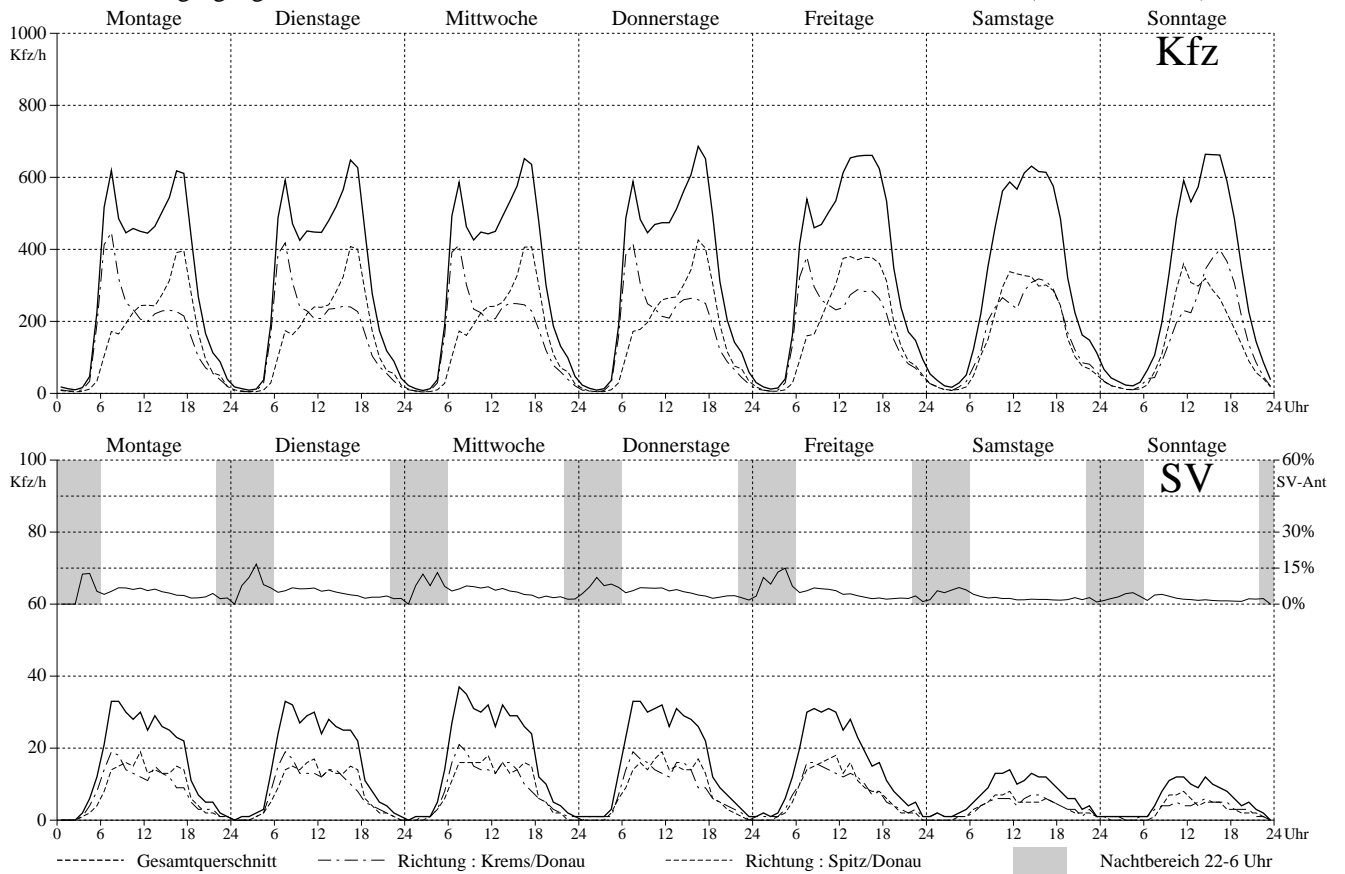 Montage Dienstage Mittwoche Donnerstage Freitage Samstage Sonntage
1000
Kfz/h
Kfz
800
600
400
200
0
0 6 12 18 24 6 12 18 24 6 12 18 24 6 12 18 24 6 12 18 24 6 12 18 24 6 12 18 24 Uhr
Montage Dienstage Mittwoche Donnerstage Freitage Samstage Sonntage
100 60%
Kfz/h SV SV-Ant
80 30%
15%
60 0%
40
20
0
0 6 12 18 24 6 12 18 24 6 12 18 24 6 12 18 24 6 12 18 24 6 12 18 24 6 12 18 24 Uhr
Gesamtquerschnitt Richtung : Krems/Donau Richtung : Spitz/Donau Nachtbereich 22-6 Uhr